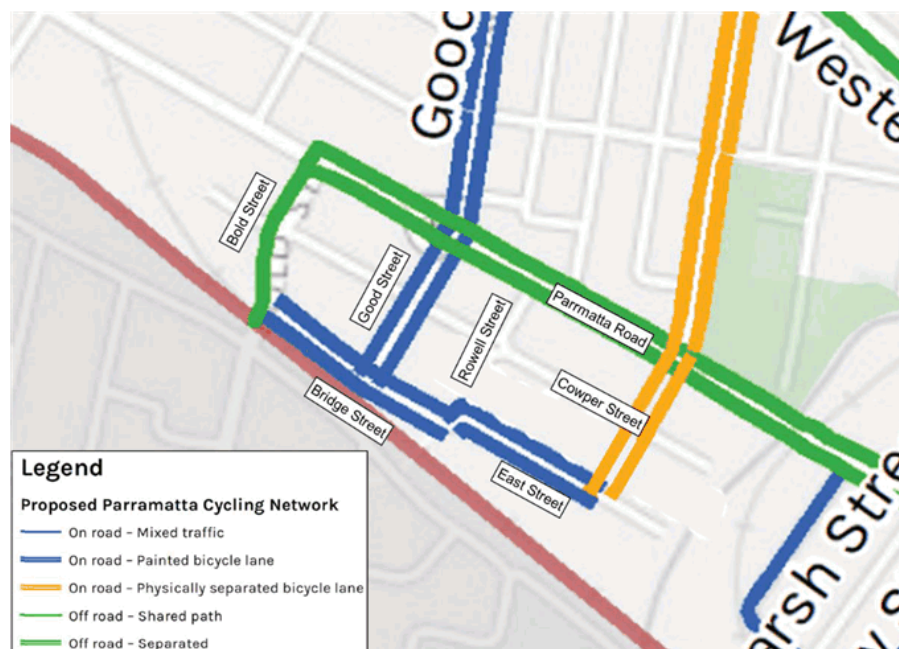 Good
Weste
Bold Street
Good Street
Rowell Street
Parrmatta Road
Cowper Street
Bridge Street
East Street
arsh Stre
Legend
Proposed Parramatta Cycling Network
On road – Mixed traffic
On road – Painted bicycle lane
On road – Physically separated bicycle lane
Off road – Shared path
Off road – Separated